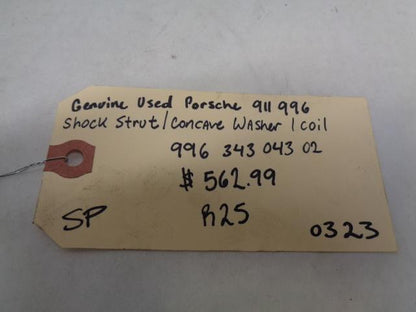 Genuine Used Porsche 911 996
Shock Strut/Concave Washer/Coil
996 343 043 02
$562.99
SP R25 0323